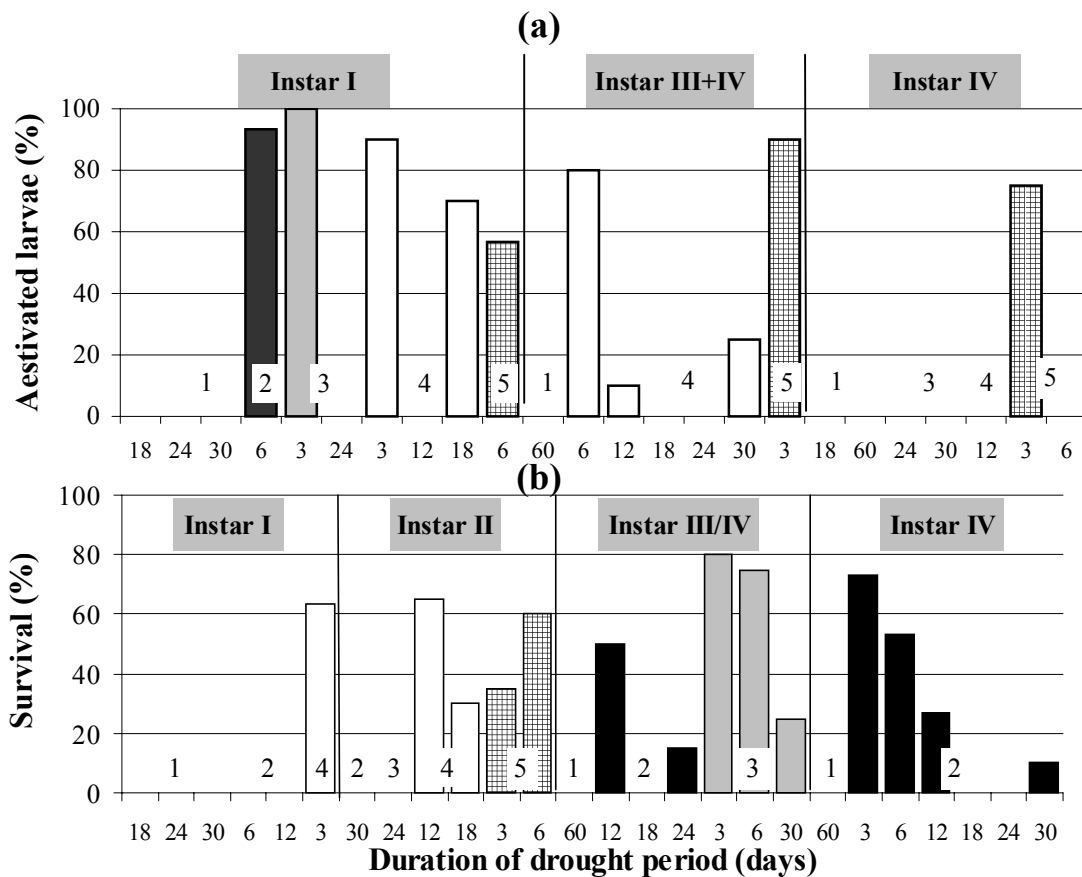 (a)
Instar I Instar III+IV Instar IV
Aestivated larvae (%)
100
80
60
40
20
0
1 2 3 4 5 1 4 5 1 3 4 5
18 24 30 6 3 24 3 12 18 6 60 6 12 18 24 30 3 18 60 24 30 12 3 6
(b)
Instar I Instar II Instar III/IV Instar IV
Survival (%)
100
80
60
40
20
0
1 2 4 2 3 4 5 1 2 3 1 2
18 24 30 6 12 3 30 24 12 18 3 6 60 12 18 24 3 6 30 60 3 6 12 18 24 30
Duration of drought period (days)